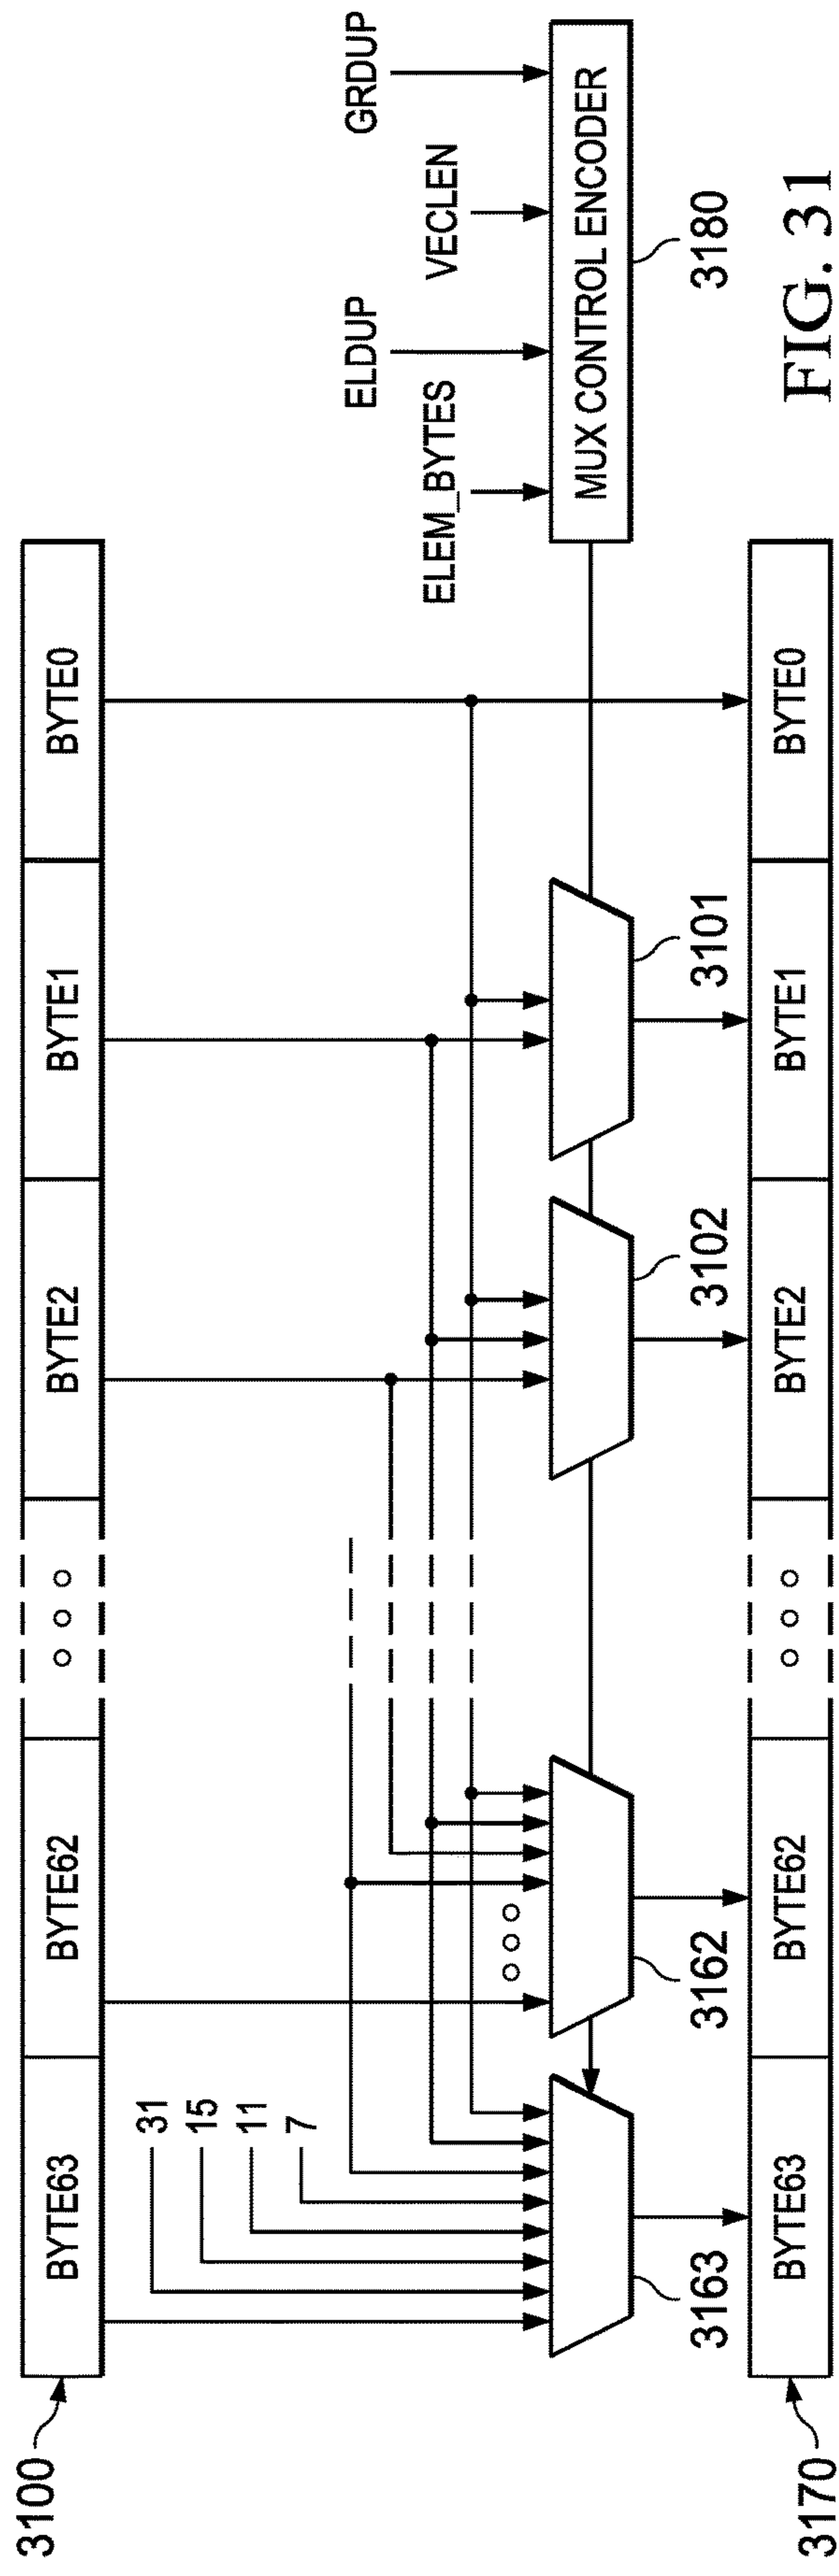 3100
BYTE63
BYTE62
○ ○ ○
BYTE2
BYTE1
BYTE0
31
15
11
7
○ ○ ○
GRDUP
VECLEN
ELDUP
ELEM_BYTES
MUX CONTROL ENCODER
3180
3163
3162
3102
3101
3170
BYTE63
BYTE62
○ ○ ○
BYTE2
BYTE1
BYTE0
FIG. 31